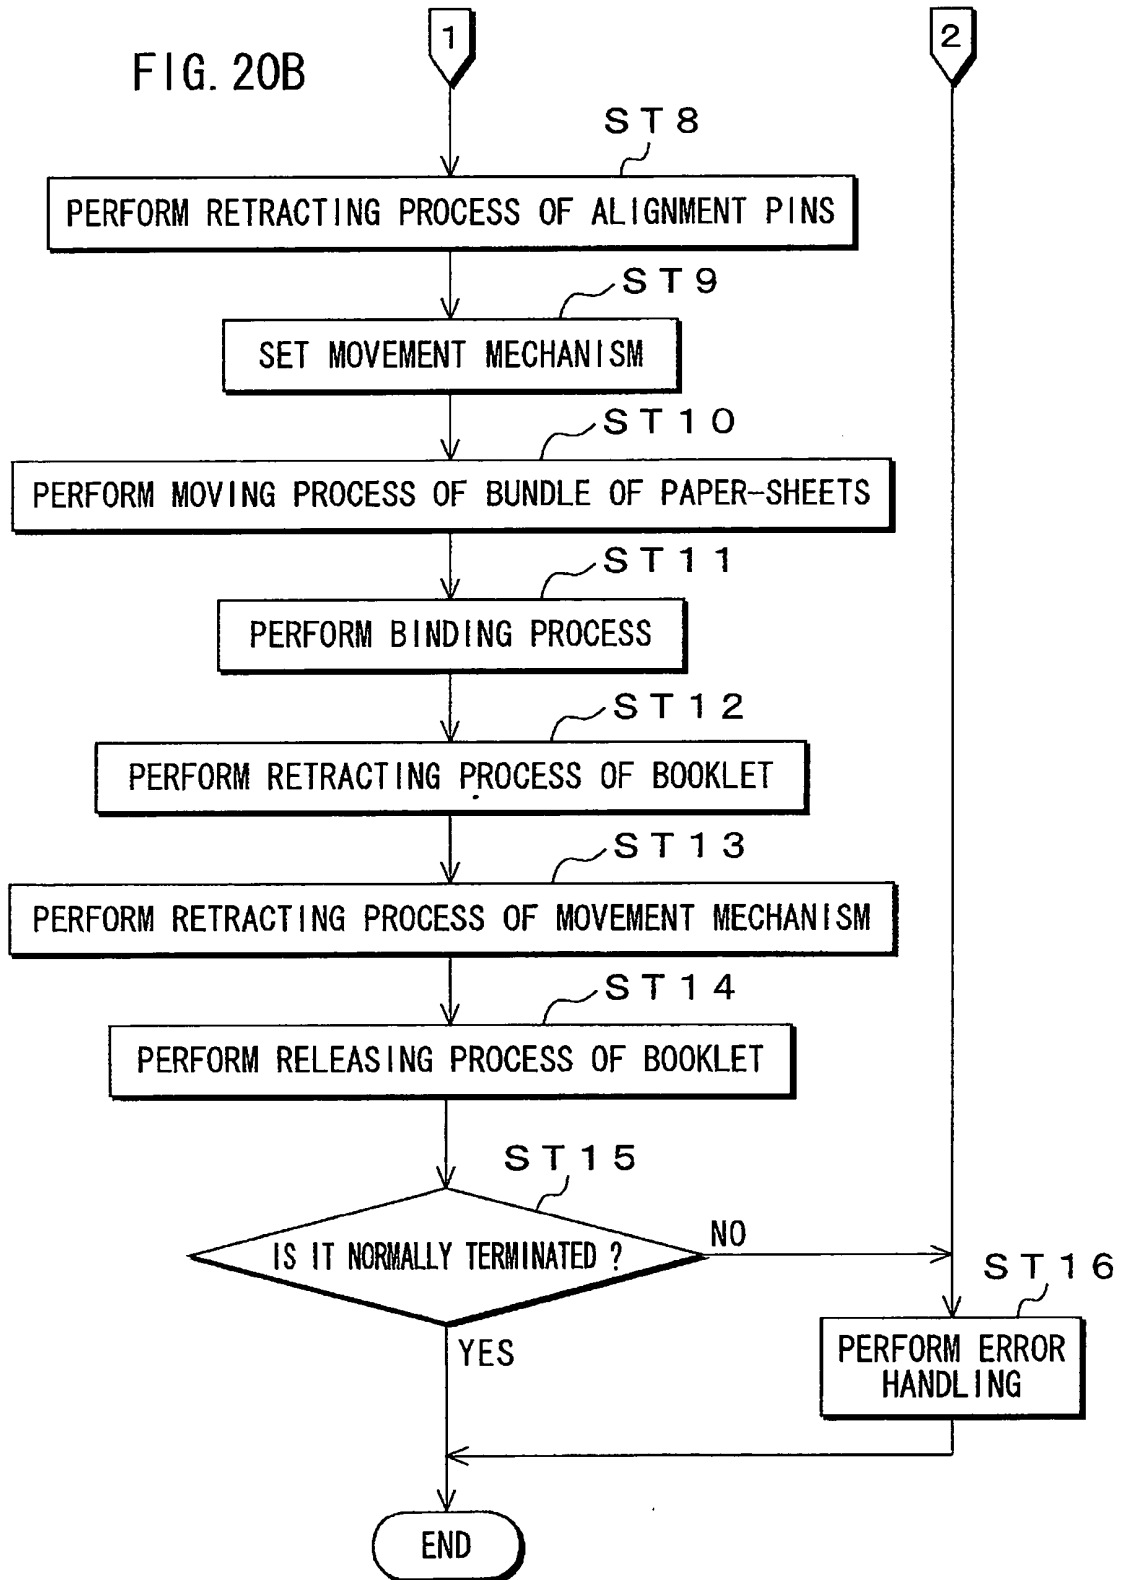 1
2
FIG. 20B
ST8
PERFORM RETRACTING PROCESS OF ALIGNMENT PINS
ST9
SET MOVEMENT MECHANISM
ST10
PERFORM MOVING PROCESS OF BUNDLE OF PAPER-SHEETS
ST11
PERFORM BINDING PROCESS
ST12
PERFORM RETRACTING PROCESS OF BOOKLET
ST13
PERFORM RETRACTING PROCESS OF MOVEMENT MECHANISM
ST14
PERFORM RELEASING PROCESS OF BOOKLET
ST15
IS IT NORMALLY TERMINATED ?
NO
ST16
PERFORM ERROR
HANDLING
YES
END